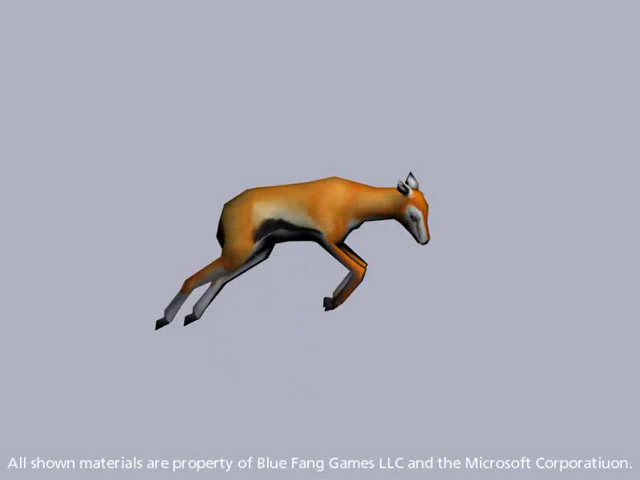 All shown materials are property of Blue Fang Games LLC and the Microsoft Corporatiuon.